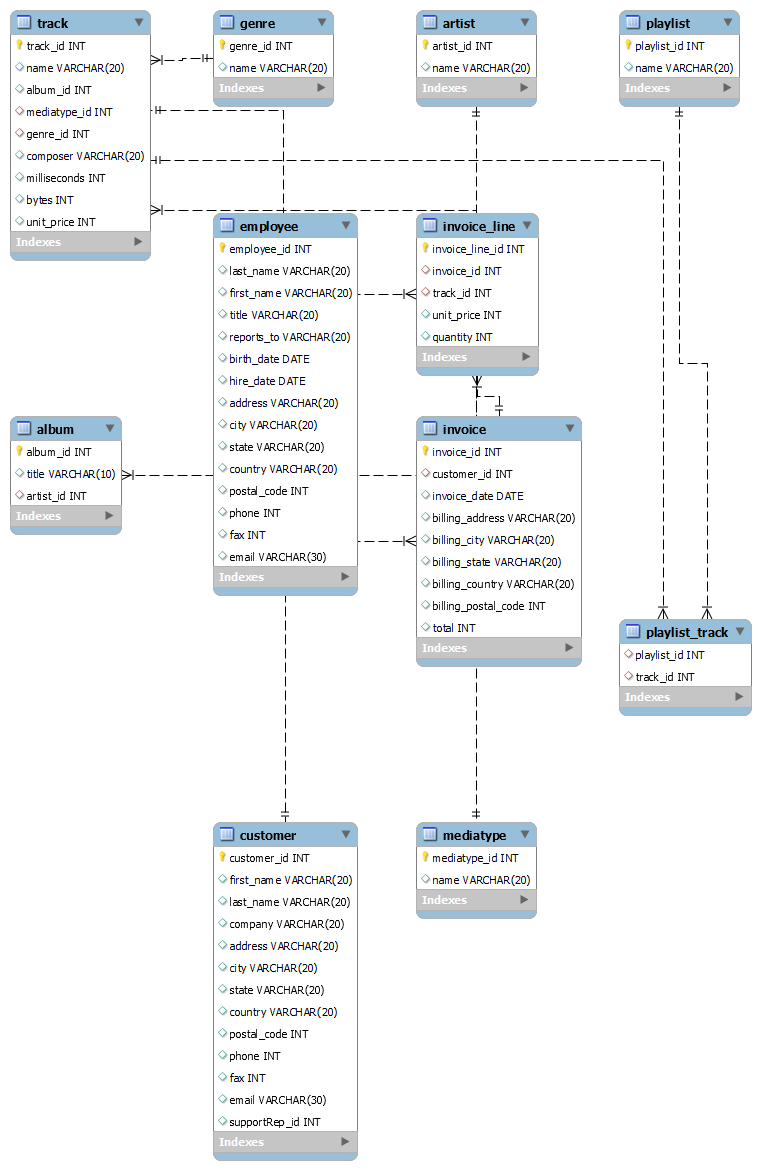 track
track_id INT
name VARCHAR(20)
album_id INT
mediatype_id INT
genre_id INT
composer VARCHAR(20)
milliseconds INT
bytes INT
unit_price INT
Indexes
genre
genre_id INT
name VARCHAR(20)
Indexes
artist
artist_id INT
name VARCHAR(20)
Indexes
playlist
playlist_id INT
name VARCHAR(20)
Indexes
employee
employee_id INT
last_name VARCHAR(20)
first_name VARCHAR(20)
title VARCHAR(20)
reports_to VARCHAR(20)
birth_date DATE
hire_date DATE
address VARCHAR(20)
city VARCHAR(20)
state VARCHAR(20)
country VARCHAR(20)
postal_code INT
phone INT
fax INT
email VARCHAR(30)
Indexes
invoice_line
invoice_line_id INT
invoice_id INT
track_id INT
unit_price INT
quantity INT
Indexes
album
album_id INT
title VARCHAR(10)
artist_id INT
Indexes
invoice
invoice_id INT
customer_id INT
invoice_date DATE
billing_address VARCHAR(20)
billing_city VARCHAR(20)
billing_state VARCHAR(20)
billing_country VARCHAR(20)
billing_postal_code INT
total INT
Indexes
playlist_track
playlist_id INT
track_id INT
Indexes
customer
customer_id INT
first_name VARCHAR(20)
last_name VARCHAR(20)
company VARCHAR(20)
address VARCHAR(20)
city VARCHAR(20)
state VARCHAR(20)
country VARCHAR(20)
postal_code INT
phone INT
fax INT
email VARCHAR(30)
supportRep_id INT
Indexes
mediatype
mediatype_id INT
name VARCHAR(20)
Indexes